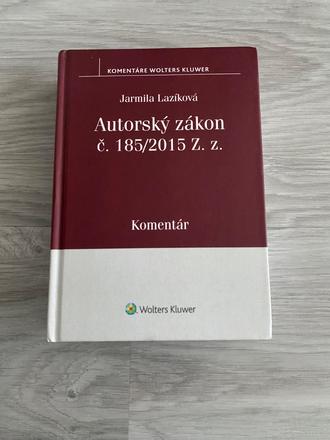 KOMENTÁRE WOLTERS KLUWER
Jarmila Lazíková
Autorský zákon
č. 185/2015 Z. z.
Komentár
Wolters Kluwer